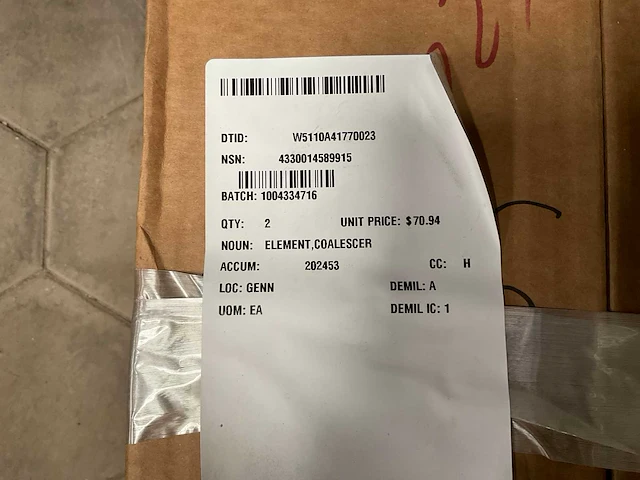 DTID: W5110A41770023
NSN: 4330014589915
BATCH: 1004334716
QTY: 2 UNIT PRICE: $70.94
NOUN: ELEMENT,COALESCER
ACCUM: 202453 CC: H
LOC: GENN DEMIL: A
UOM: EA DEMIL IC: 1